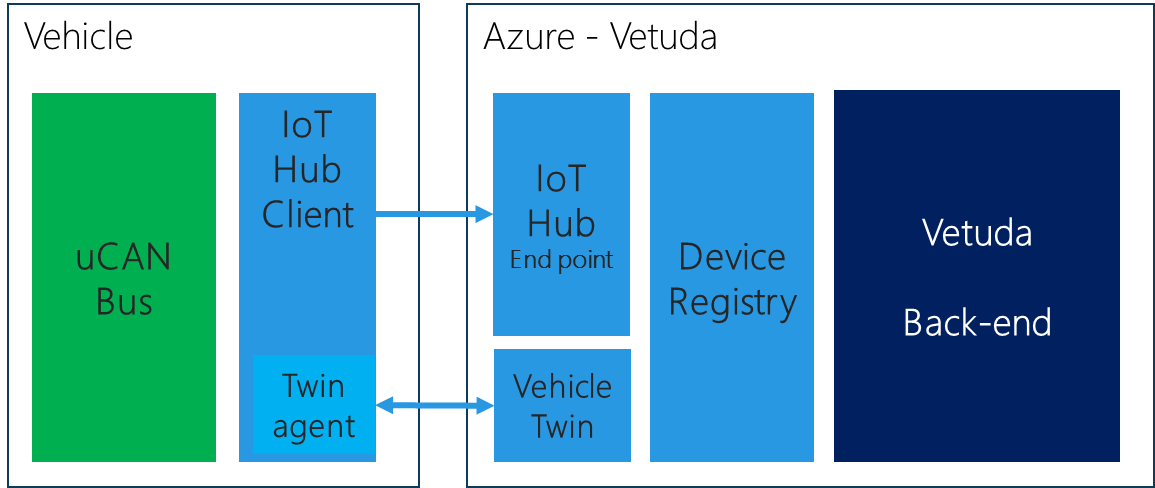 Vehicle
uCAN
Bus
IoT
Hub
Client
Twin
agent
Azure - Vetuda
IoT
Hub
End point
Vehicle
Twin
Device
Registry
Vetuda
Back-end